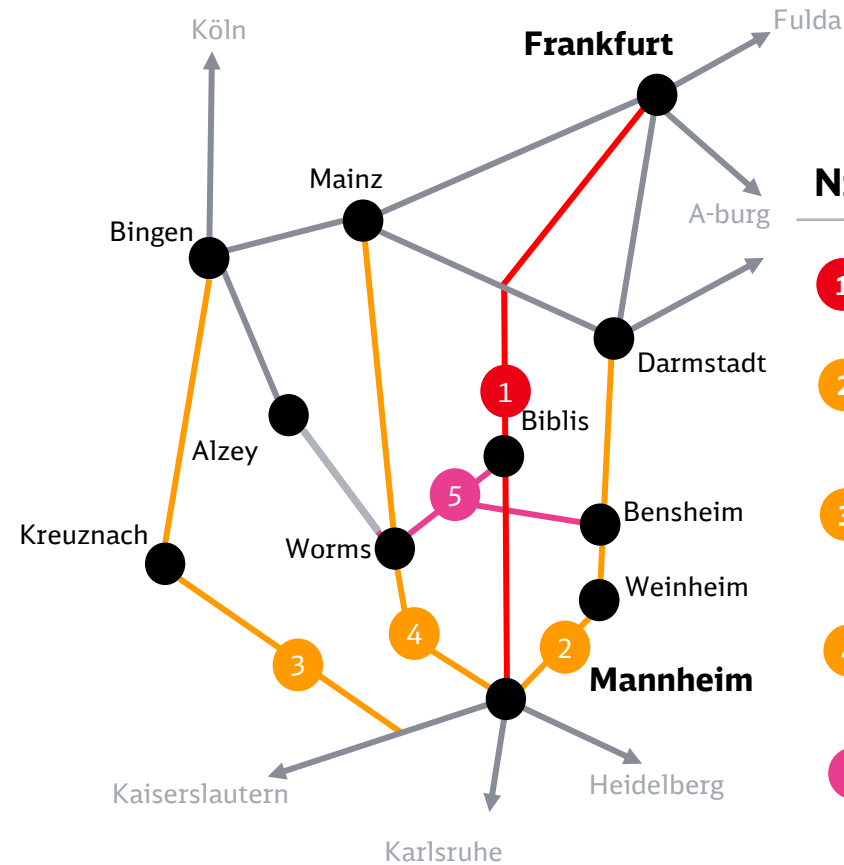 Köln
Fulda
Frankfurt
Mainz
A-burg
Bingen
Darmstadt
1
Biblis
Alzey
5
Bensheim
Kreuznach
Worms
Weinheim
4
2
3
Mannheim
Kaiserslautern
Heidelberg
Karlsruhe
1